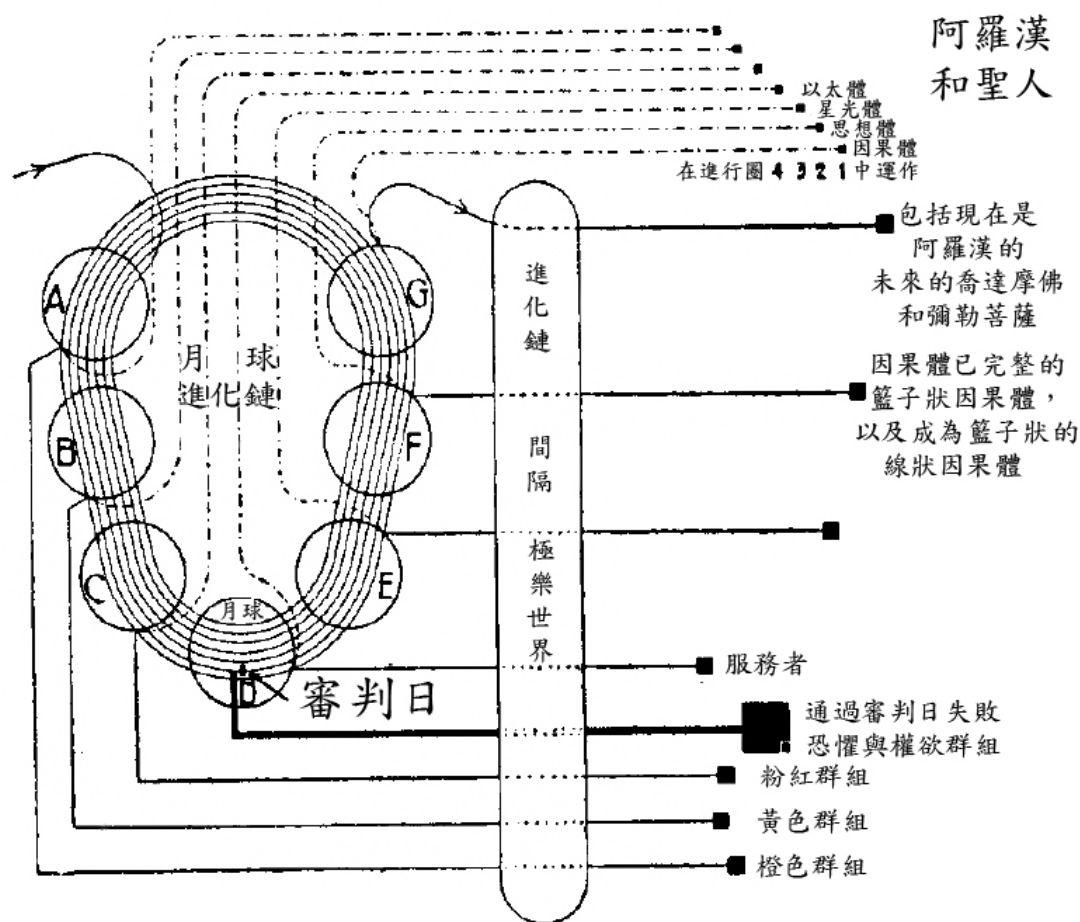 阿羅漢
和聖人
以太體
星光體
思想體
因果體
在進行圈 4 3 2 1 中運作
包括現在是
阿羅漢的
未來的喬達摩佛
和彌勒菩薩
A
G
月球
進化鏈
進化鏈
因果體已完整的
籃子狀因果體,
以及成為籃子狀的
線狀因果體
B
F
間隔
C
E
極樂世界
月球
D
服務者
審判日
通過審判日失敗
恐懼與權欲群組
粉紅群組
黃色群組
橙色群組